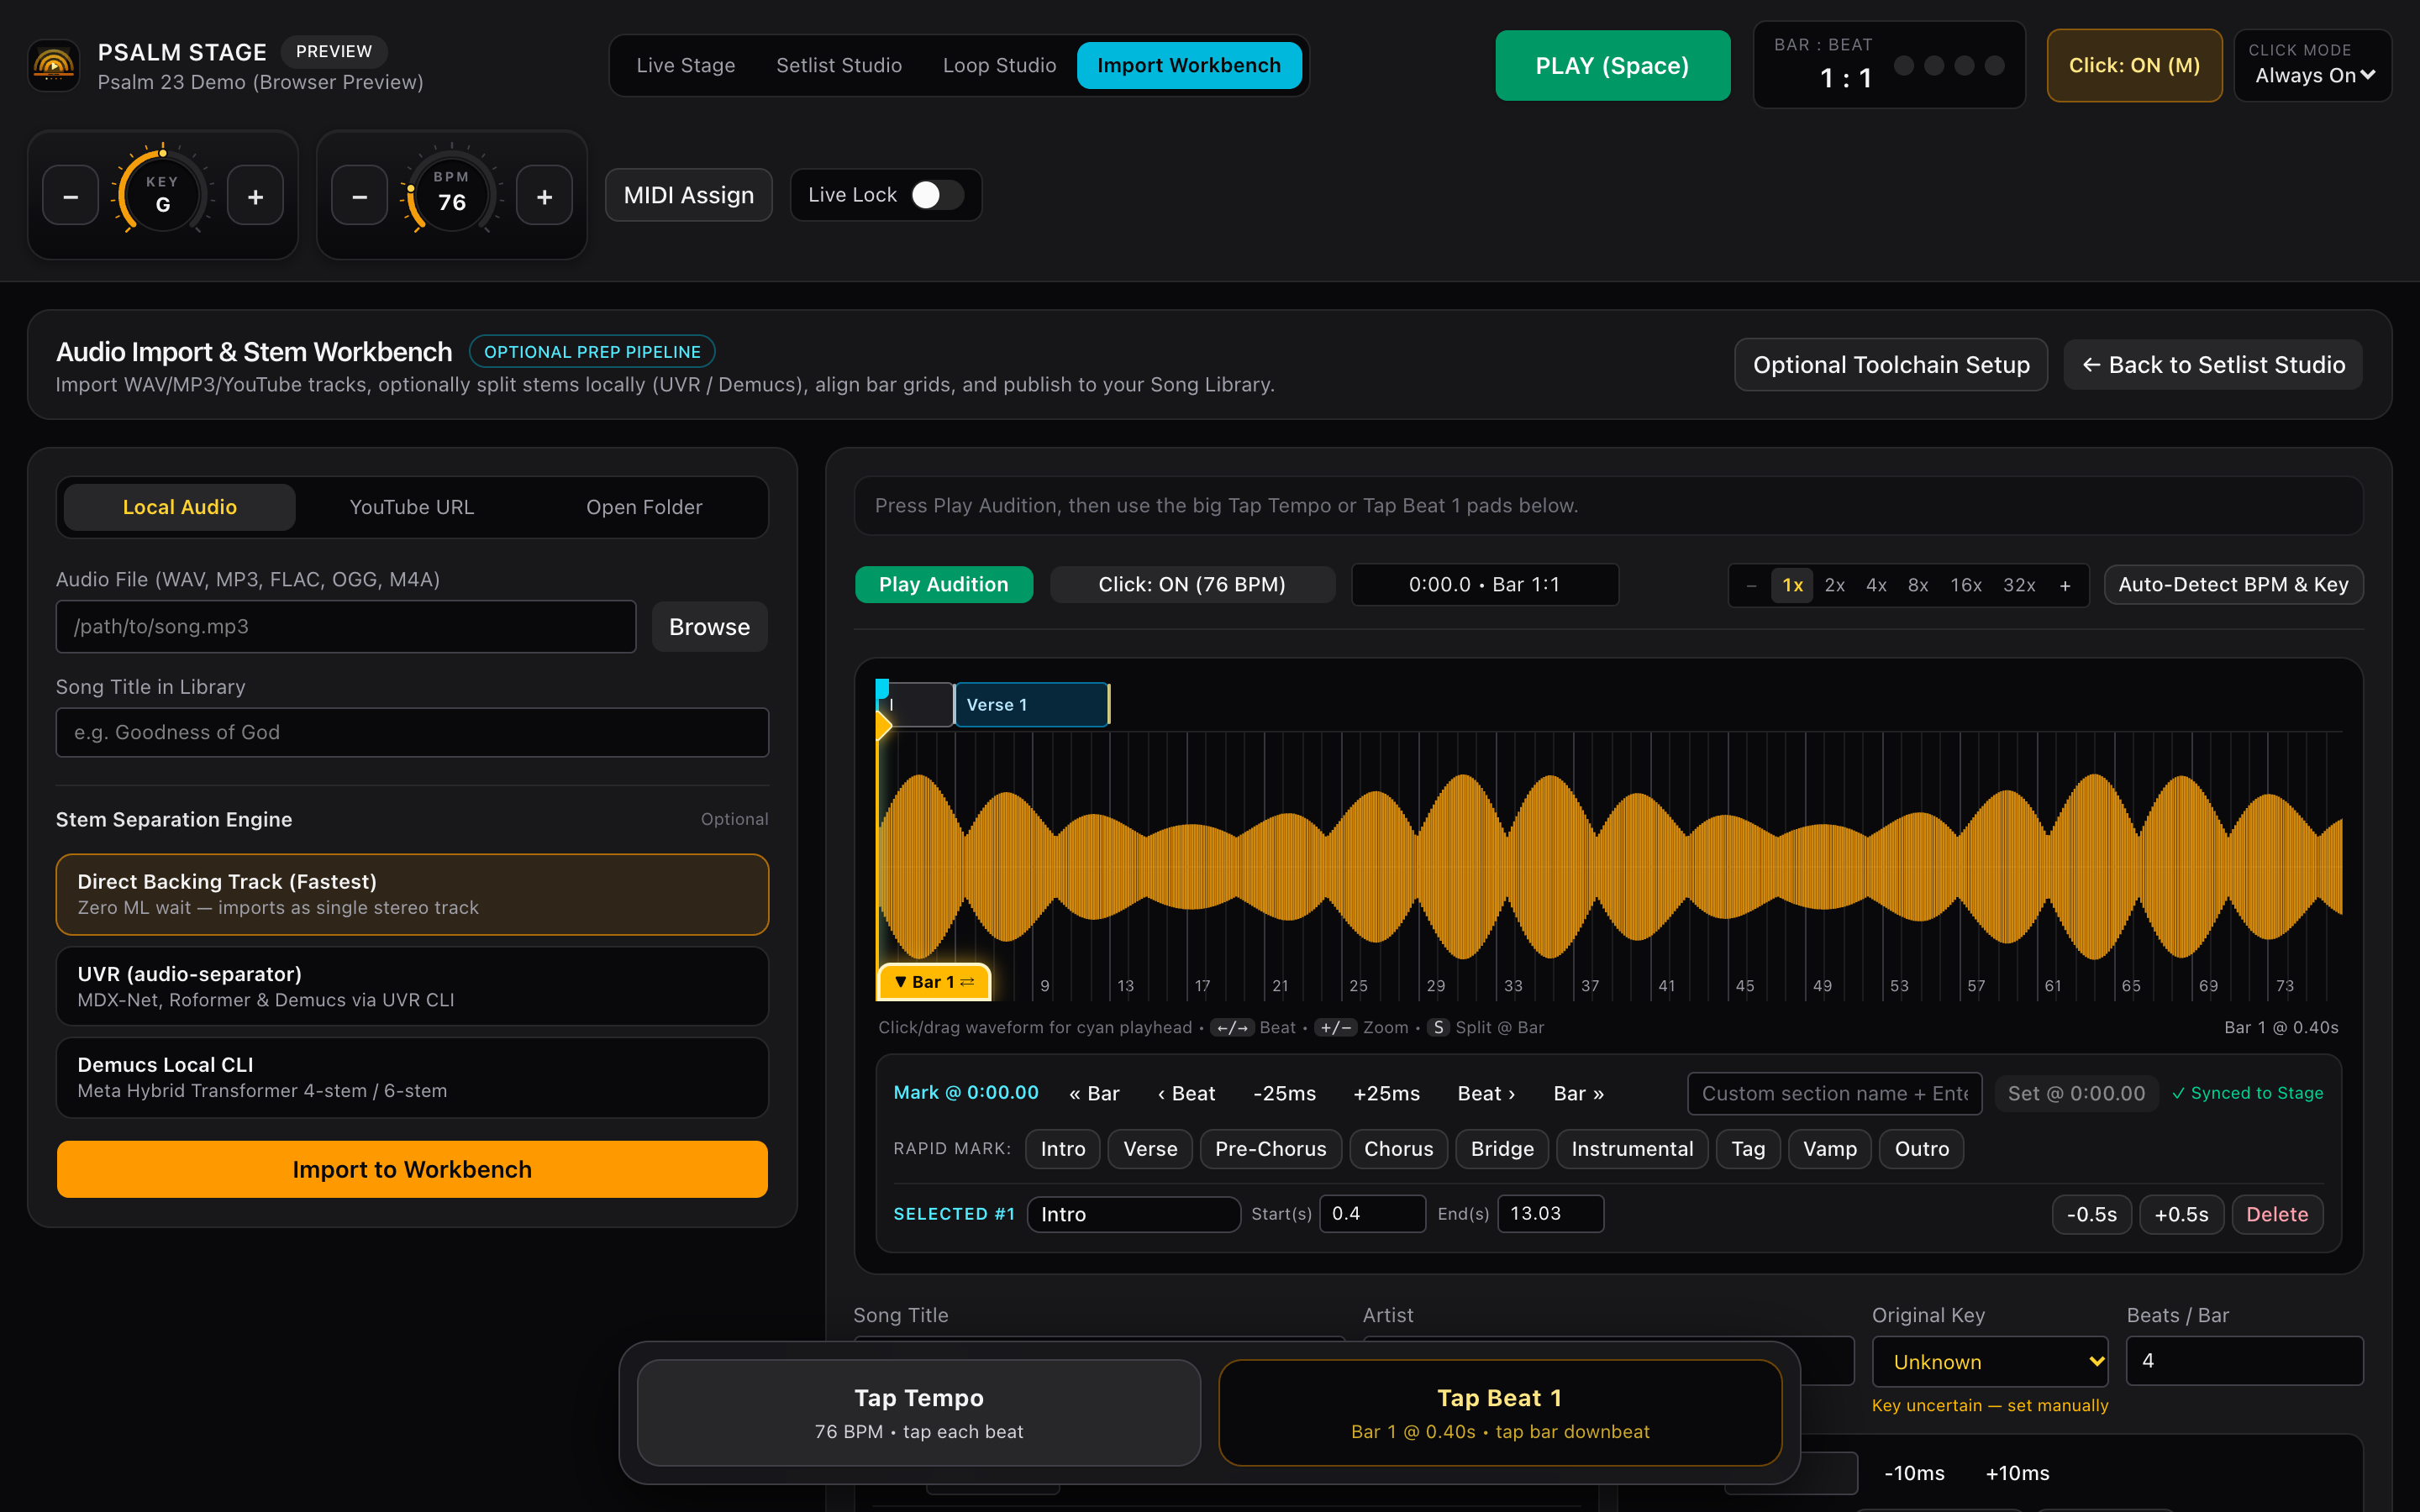 PSALM STAGE PREVIEW
Psalm 23 Demo (Browser Preview)
Live Stage Setlist Studio Loop Studio Import Workbench
PLAY (Space)
BAR : BEAT
1 : 1
Click: ON (M)
CLICK MODE
Always On
− KEY G +
− BPM 76 +
MIDI Assign
Live Lock
Audio Import & Stem Workbench OPTIONAL PREP PIPELINE
Import WAV/MP3/YouTube tracks, optionally split stems locally (UVR / Demucs), align bar grids, and publish to your Song Library.
Optional Toolchain Setup
← Back to Setlist Studio
Local Audio YouTube URL Open Folder
Audio File (WAV, MP3, FLAC, OGG, M4A)
/path/to/song.mp3 Browse
Song Title in Library
e.g. Goodness of God
Stem Separation Engine Optional
Direct Backing Track (Fastest)
Zero ML wait — imports as single stereo track
UVR (audio-separator)
MDX-Net, Roformer & Demucs via UVR CLI
Demucs Local CLI
Meta Hybrid Transformer 4-stem / 6-stem
Import to Workbench
Press Play Audition, then use the big Tap Tempo or Tap Beat 1 pads below.
Play Audition Click: ON (76 BPM) 0:00.0 • Bar 1:1 − 1x 2x 4x 8x 16x 32x + Auto-Detect BPM & Key
I Verse 1
▼ Bar 1 ⇄ 9 13 17 21 25 29 33 37 41 45 49 53 57 61 65 69 73
Click/drag waveform for cyan playhead • ←/→ Beat • +/− Zoom • S Split @ Bar Bar 1 @ 0.40s
Mark @ 0:00.00 « Bar ‹ Beat -25ms +25ms Beat › Bar » Custom section name + Ente Set @ 0:00.00 ✓ Synced to Stage
RAPID MARK: Intro Verse Pre-Chorus Chorus Bridge Instrumental Tag Vamp Outro
SELECTED #1 Intro Start(s) 0.4 End(s) 13.03 -0.5s +0.5s Delete
Song Title Artist Original Key Beats / Bar
Unknown 4
Key uncertain — set manually
Tap Tempo
76 BPM • tap each beat
Tap Beat 1
Bar 1 @ 0.40s • tap bar downbeat
-10ms +10ms